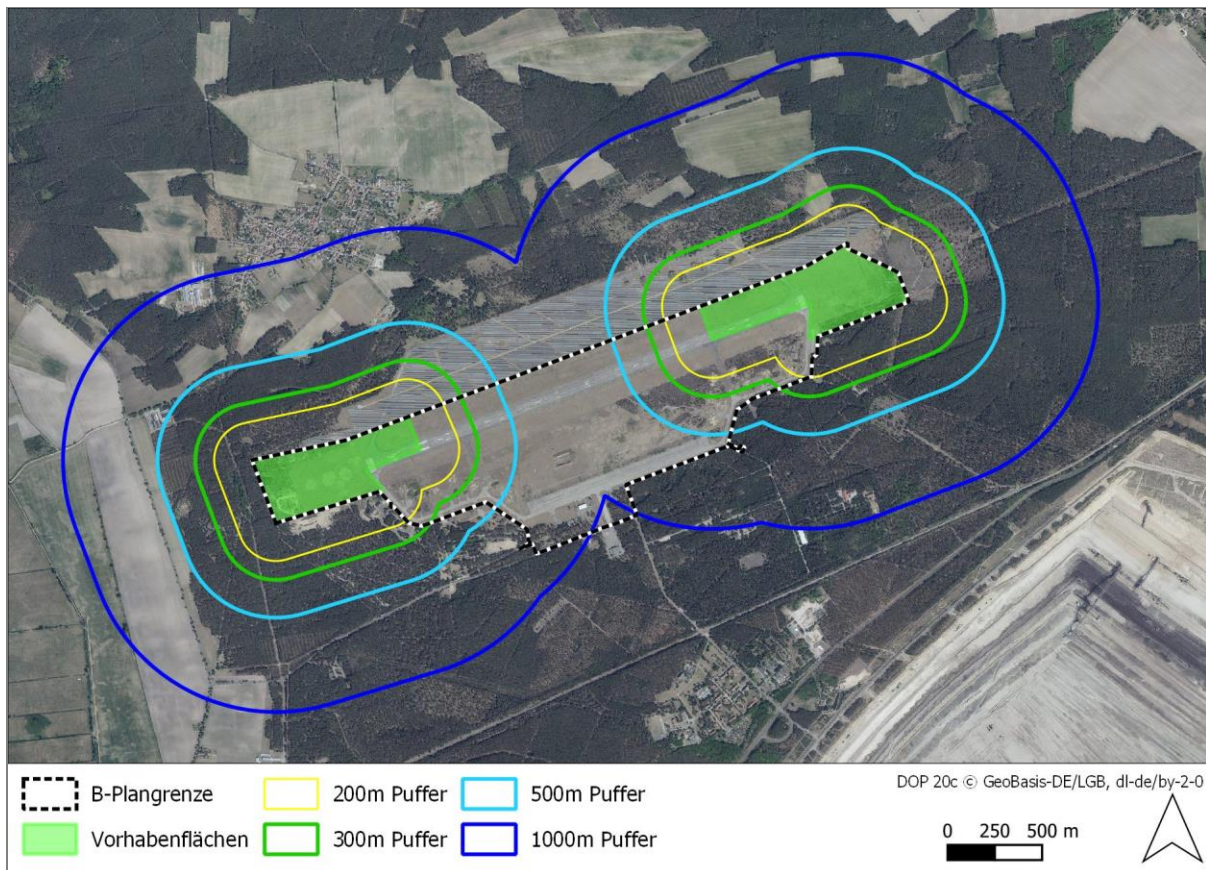 B-Plangrenze
Vorhabenflächen
200m Puffer
300m Puffer
500m Puffer
1000m Puffer
DOP 20c © GeoBasis-DE/LGB, dl-de/by-2-0
0 250 500 m